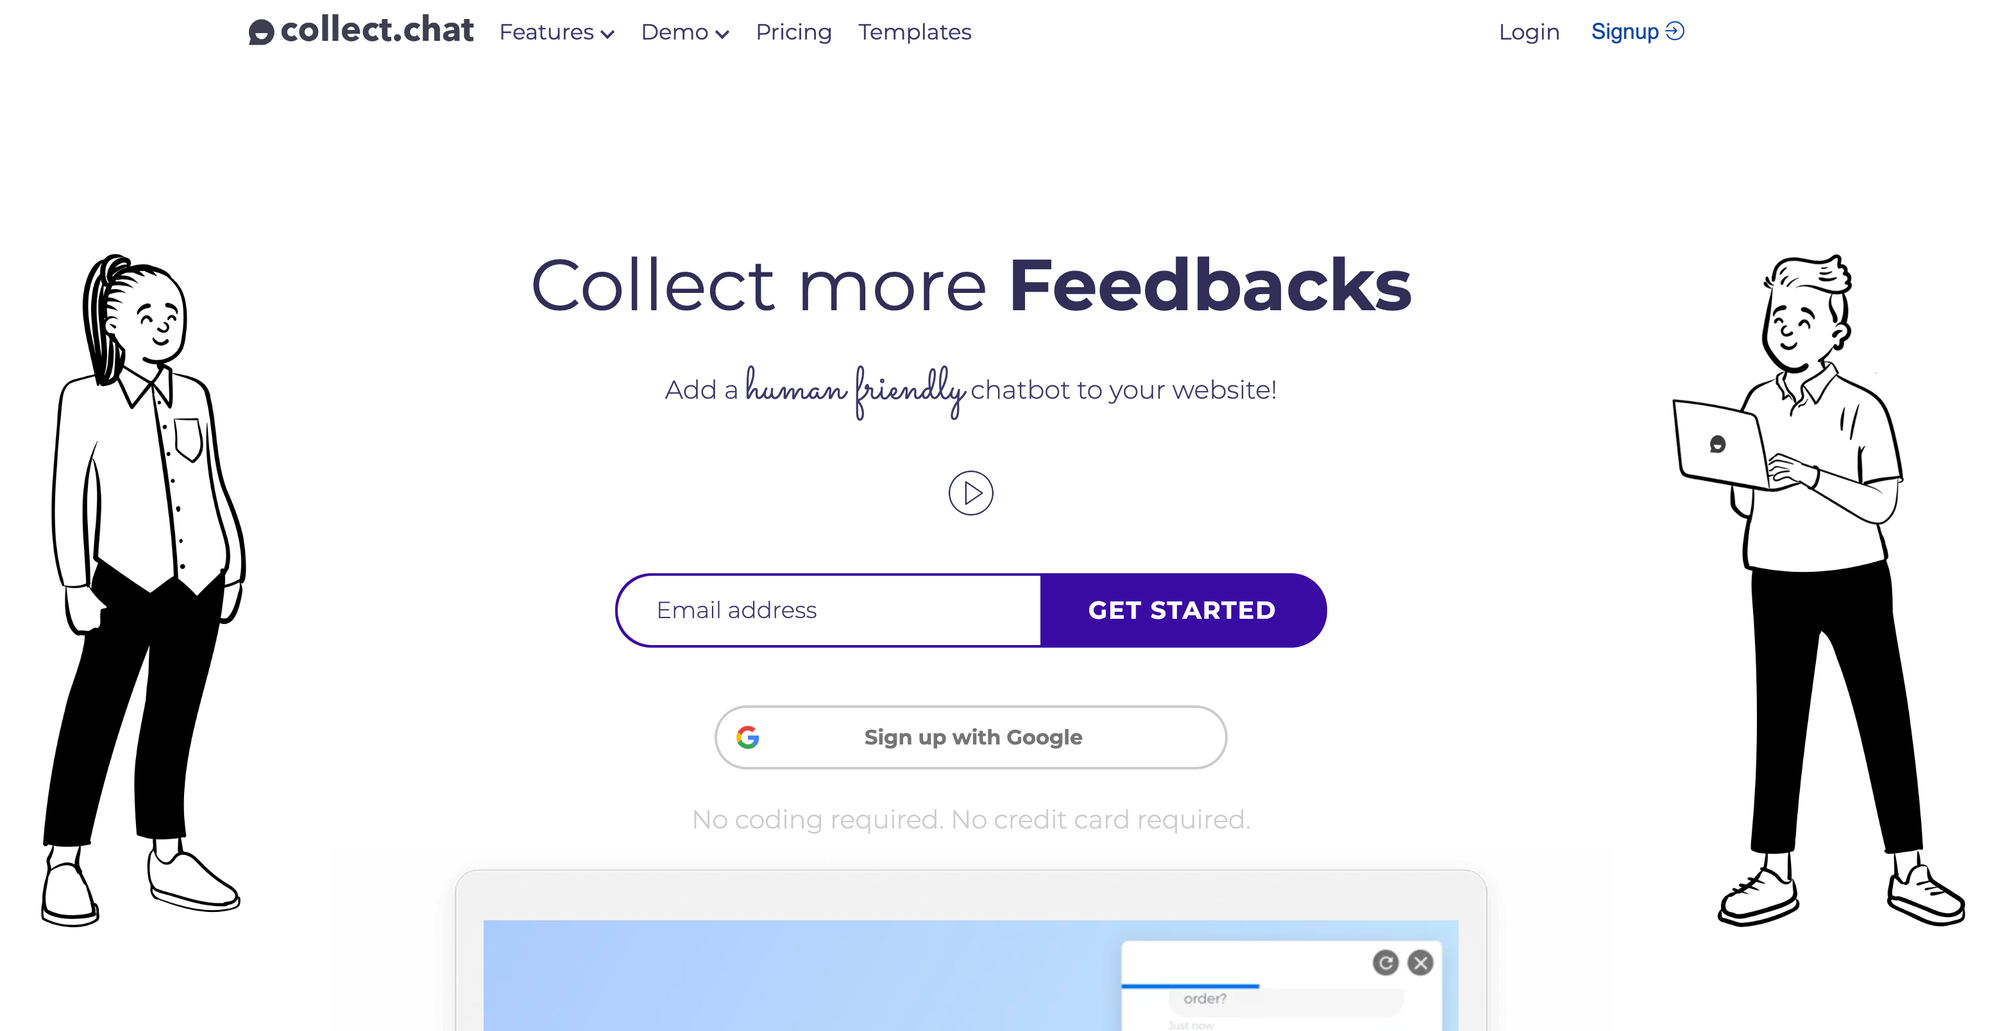 collect.chat Features Demo Pricing Templates Login Signup
Collect more Feedbacks
Add a human friendly chatbot to your website!
Email address GET STARTED
Sign up with Google
No coding required. No credit card required.
order?
Just now